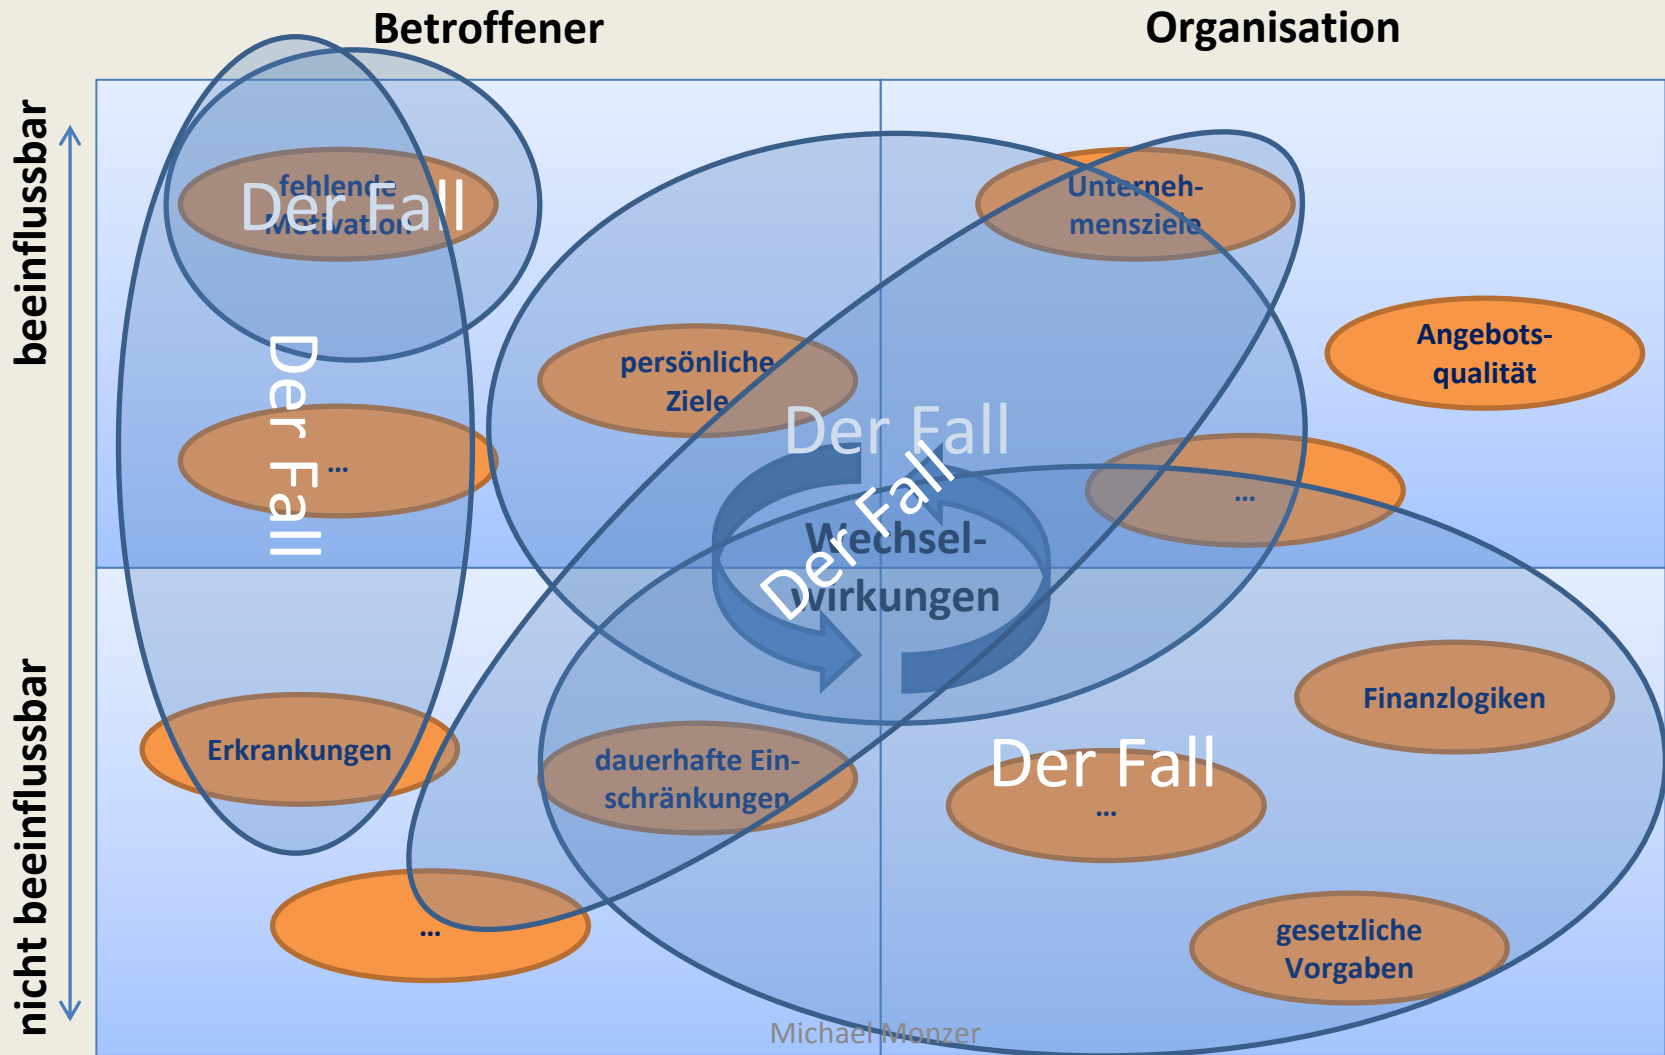 Betroffener
Organisation
beeinflussbar
nicht beeinflussbar
fehlende
Motivation
Der Fall
Der Fall
...
Unterneh-
mensziele
persönliche
Ziele
Angebots-
qualität
Der Fall
Der Fall
...
Wechsel-
wirkungen
Erkrankungen
dauerhafte Ein-
schränkungen
...
Finanzlogiken
Der Fall
...
gesetzliche
Vorgaben
Michael Monzer